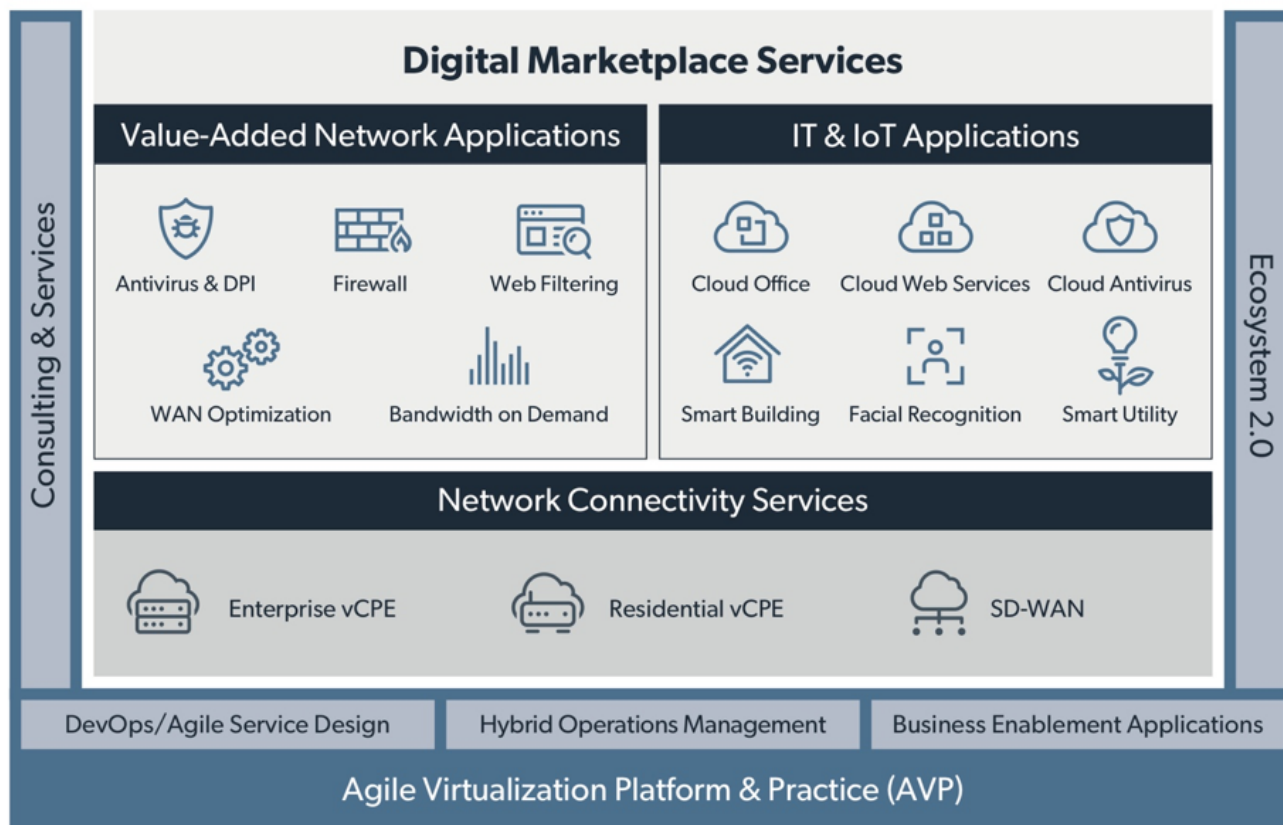 Digital Marketplace Services
Value-Added Network Applications
IT & IoT Applications
Antivirus & DPI
Firewall
Web Filtering
Cloud Office
Cloud Web Services
Cloud Antivirus
WAN Optimization
Bandwidth on Demand
Smart Building
Facial Recognition
Smart Utility
Consulting & Services
Ecosystem 2.0
Network Connectivity Services
Enterprise vCPE
Residential vCPE
SD-WAN
DevOps/Agile Service Design
Hybrid Operations Management
Business Enablement Applications
Agile Virtualization Platform & Practice (AVP)